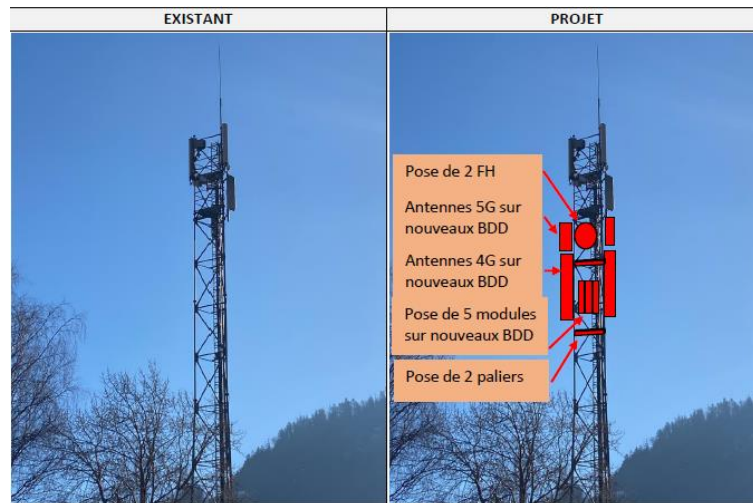 EXISTANT
PROJET
Pose de 2 FH
Antennes 5G sur
nouveaux BDD
Antennes 4G sur
nouveaux BDD
Pose de 5 modules
sur nouveaux BDD
Pose de 2 paliers